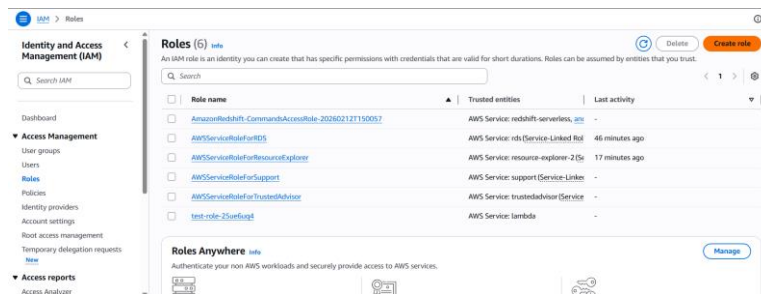 IAM > Roles
Identity and Access Management (IAM)
Search IAM
Dashboard
Access Management
User groups
Users
Roles
Policies
Identity providers
Account settings
Root access management
Temporary delegation requests
New
Access reports
Access Analyzer
Roles (6) Info
Delete
Create role
An IAM role is an identity you can create that has specific permissions with credentials that are valid for short durations. Roles can be assumed by entities that you trust.
Search
1
Role name Trusted entities Last activity
AmazonRedshift-CommandsAccessRole-20260212T150057 AWS Service: redshift-serverless, and -
AWSServiceRoleForRDS AWS Service: rds (Service-Linked Rol 46 minutes ago
AWSServiceRoleForResourceExplorer AWS Service: resource-explorer-2 (Se 17 minutes ago
AWSServiceRoleForSupport AWS Service: support (Service-Linked -
AWSServiceRoleForTrustedAdvisor AWS Service: trustedadvisor (Service -
test-role-25ue6uq4 AWS Service: lambda -
Roles Anywhere Info
Manage
Authenticate your non AWS workloads and securely provide access to AWS services.